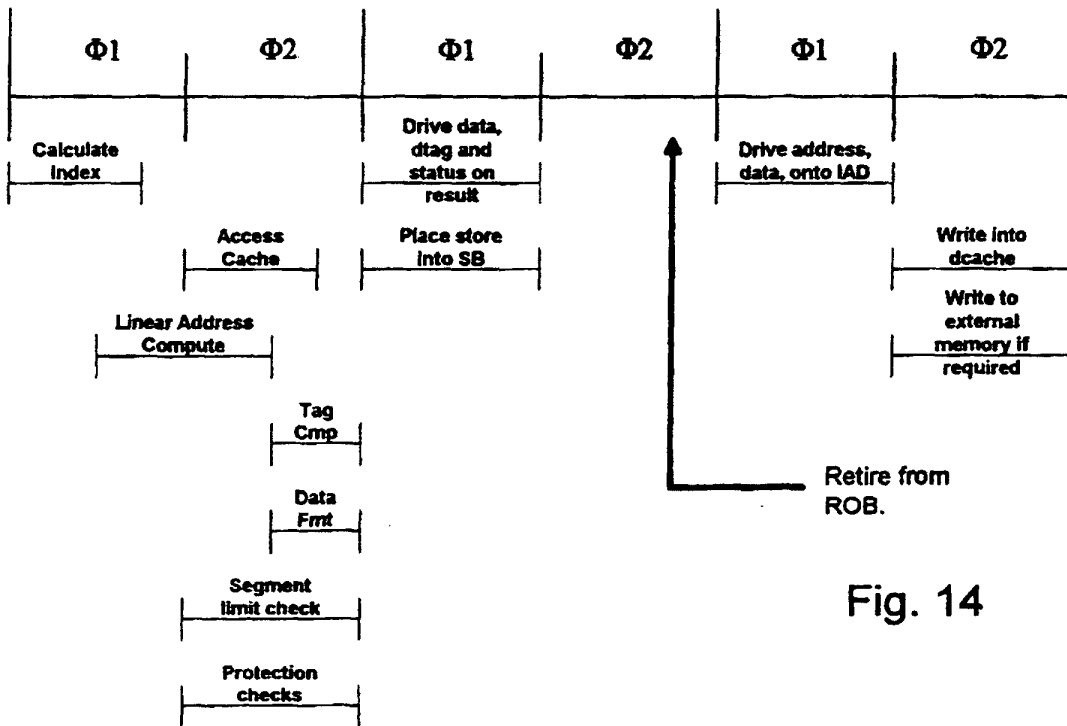 Φ1 Φ2 Φ1 Φ2 Φ1 Φ2
Calculate
Index
Drive data,
dtag and
status on
result
Drive address,
data, onto IAD
Access
Cache
Place store
into SB
Write into
dcache
Linear Address
Compute
Write to
external
memory if
required
Tag
Cmp
Retire from
ROB.
Data
Fmt
Segment
limit check
Fig. 14
Protection
checks